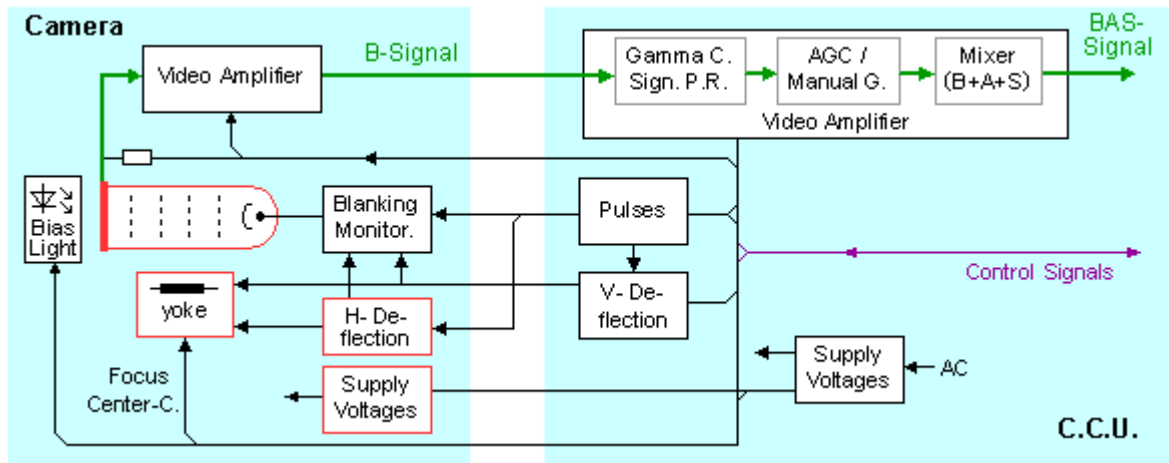 Camera
Video Amplifier
B-Signal
BAS-
Signal
Gamma C.
Sign. P.R.
AGC /
Manual G.
Mixer
(B+A+S)
Video Amplifier
Bias
Light
Blanking
Monitor.
Pulses
Control Signals
yoke
H- De-
flection
V- De-
flection
Focus
Center-C.
Supply
Voltages
Supply
Voltages
AC
C.C.U.